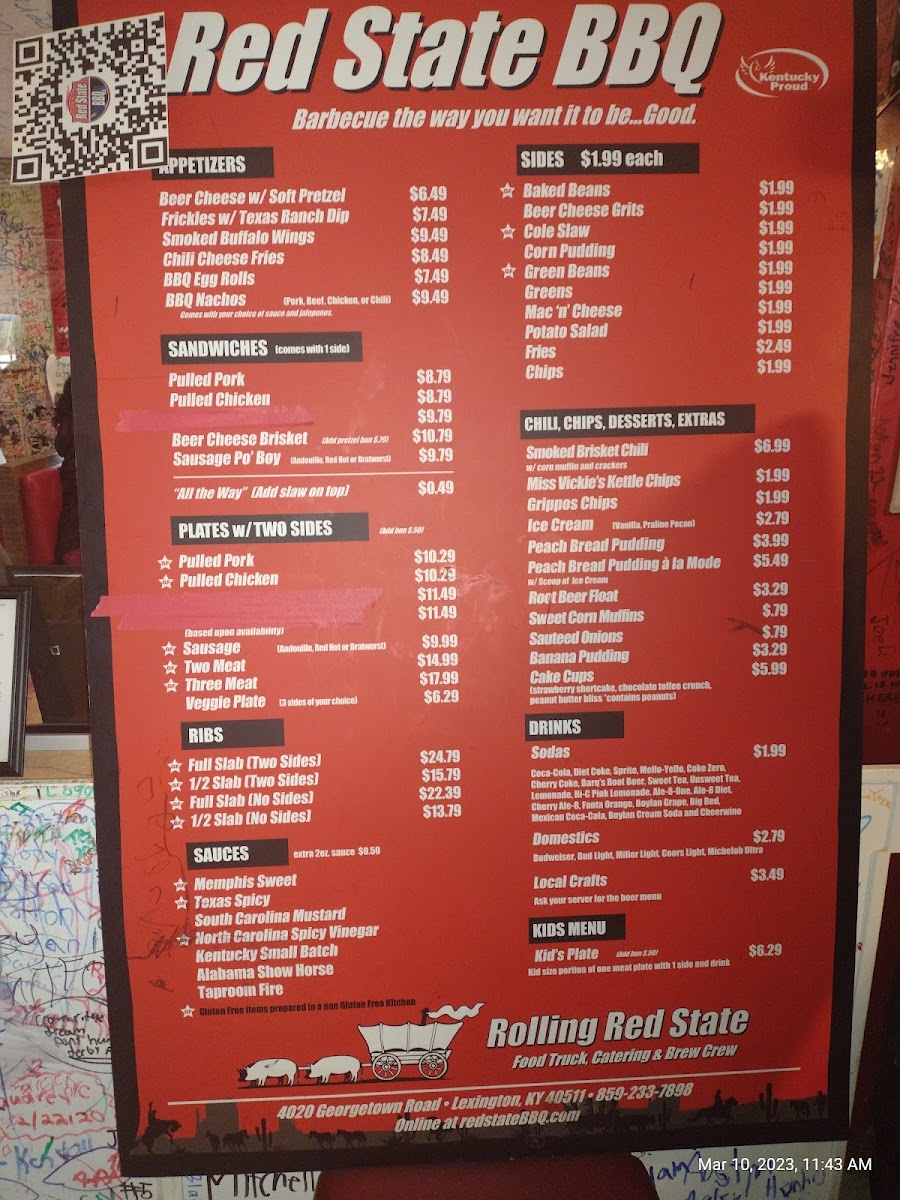 Red State BBQ
Kentucky Proud
Red State BBQ
Barbecue the way you want it to be...Good.
APPETIZERS
Beer Cheese w/ Soft Pretzel $6.49
Frickles w/ Texas Ranch Dip $7.49
Smoked Buffalo Wings $9.49
Chili Cheese Fries $8.49
BBQ Egg Rolls $7.49
BBQ Nachos (Pork, Beef, Chicken, or Chili) $9.49
Comes with your choice of sauce and jalapenos.
SANDWICHES (comes with 1 side)
Pulled Pork $8.79
Pulled Chicken $8.79
$9.79
Beer Cheese Brisket (Add pretzel bun $.79) $10.79
Sausage Po' Boy (Andouille, Red Hot or Bratwurst) $9.79
"All the Way" (Add slaw on top) $0.49
PLATES w/ TWO SIDES (Add bun $.50)
Pulled Pork $10.29
Pulled Chicken $10.29
$11.49
$11.49
(based upon availability)
Sausage (Andouille, Red Hot or Bratwurst) $9.99
Two Meat $14.99
Three Meat $17.99
Veggie Plate (3 sides of your choice) $6.29
RIBS
Full Slab (Two Sides) $24.79
1/2 Slab (Two Sides) $15.79
Full Slab (No Sides) $22.39
1/2 Slab (No Sides) $13.79
SAUCES extra 2oz. sauce $0.50
Memphis Sweet
Texas Spicy
South Carolina Mustard
North Carolina Spicy Vinegar
Kentucky Small Batch
Alabama Show Horse
Taproom Fire
Gluten Free items prepared in a non Gluten Free Kitchen
SIDES $1.99 each
Baked Beans $1.99
Beer Cheese Grits $1.99
Cole Slaw $1.99
Corn Pudding $1.99
Green Beans $1.99
Greens $1.99
Mac 'n' Cheese $1.99
Potato Salad $1.99
Fries $2.49
Chips $1.99
CHILI, CHIPS, DESSERTS, EXTRAS
Smoked Brisket Chili $6.99
w/ corn muffin and crackers
Miss Vickie's Kettle Chips $1.99
Grippos Chips $1.99
Ice Cream (Vanilla, Praline Pecan) $2.79
Peach Bread Pudding $3.99
Peach Bread Pudding à la Mode $5.49
w/ Scoop of Ice Cream
Root Beer Float $3.29
Sweet Corn Muffins $.79
Sauteed Onions $.79
Banana Pudding $3.29
Cake Cups $5.99
(strawberry shortcake, chocolate toffee crunch,
peanut butter bliss *contains peanuts)
DRINKS
Sodas $1.99
Coca-Cola, Diet Coke, Sprite, Mello-Yello, Coke Zero,
Cherry Coke, Barq's Root Beer, Sweet Tea, Unsweet Tea,
Lemonade, Hi-C Pink Lemonade, Ale-8-One, Ale-8 Diet,
Cherry Ale-8, Fanta Orange, Boylan Grape, Big Red,
Mexican Coca-Cola, Boylan Cream Soda and Cheerwine
Domestics $2.79
Budweiser, Bud Light, Miller Light, Coors Light, Michelob Ultra
Local Crafts $3.49
Ask your server for the beer menu
KIDS MENU
Kid's Plate (Add bun $.50) $6.29
Kid size portion of one meat plate with 1 side and drink
Rolling Red State
Food Truck, Catering & Brew Crew
4020 Georgetown Road • Lexington, KY 40511 • 859-233-7898
Online at redstateBBQ.com
Mitchell
#5
Mar 10, 2023, 11:43 AM